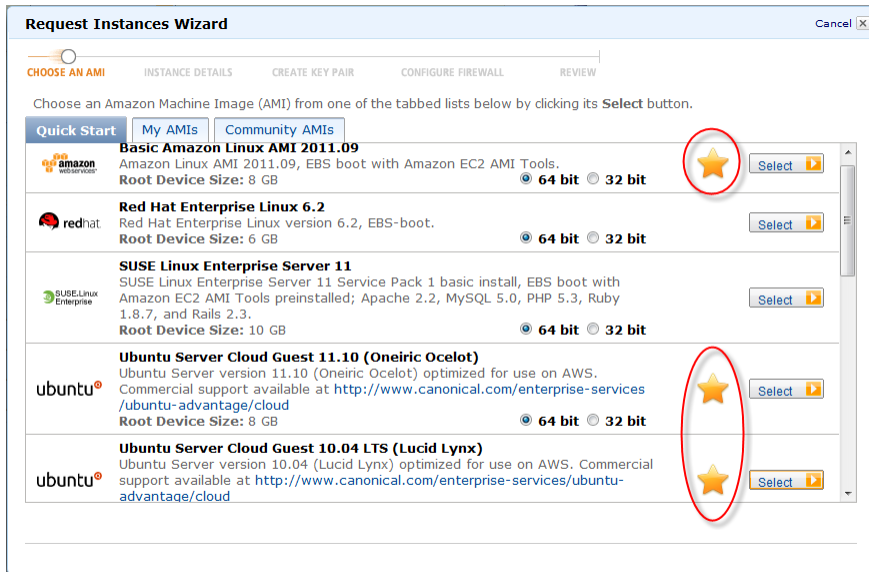 Request Instances Wizard
Cancel
CHOOSE AN AMI INSTANCE DETAILS CREATE KEY PAIR CONFIGURE FIREWALL REVIEW
Choose an Amazon Machine Image (AMI) from one of the tabbed lists below by clicking its Select button.
Quick Start My AMIs Community AMIs
amazon
webservices
Basic Amazon Linux AMI 2011.09
Amazon Linux AMI 2011.09, EBS boot with Amazon EC2 AMI Tools.
Root Device Size: 8 GB 64 bit 32 bit
Select
redhat
Red Hat Enterprise Linux 6.2
Red Hat Enterprise Linux version 6.2, EBS-boot.
Root Device Size: 6 GB 64 bit 32 bit
Select
SUSE.Linux
Enterprise
SUSE Linux Enterprise Server 11
SUSE Linux Enterprise Server 11 Service Pack 1 basic install, EBS boot with
Amazon EC2 AMI Tools preinstalled; Apache 2.2, MySQL 5.0, PHP 5.3, Ruby
1.8.7, and Rails 2.3.
Root Device Size: 10 GB 64 bit 32 bit
Select
ubuntu
Ubuntu Server Cloud Guest 11.10 (Oneiric Ocelot)
Ubuntu Server version 11.10 (Oneiric Ocelot) optimized for use on AWS.
Commercial support available at http://www.canonical.com/enterprise-services
/ubuntu-advantage/cloud
Root Device Size: 8 GB 64 bit 32 bit
Select
ubuntu
Ubuntu Server Cloud Guest 10.04 LTS (Lucid Lynx)
Ubuntu Server version 10.04 (Lucid Lynx) optimized for use on AWS. Commercial
support available at http://www.canonical.com/enterprise-services/ubuntu-
advantage/cloud
Select